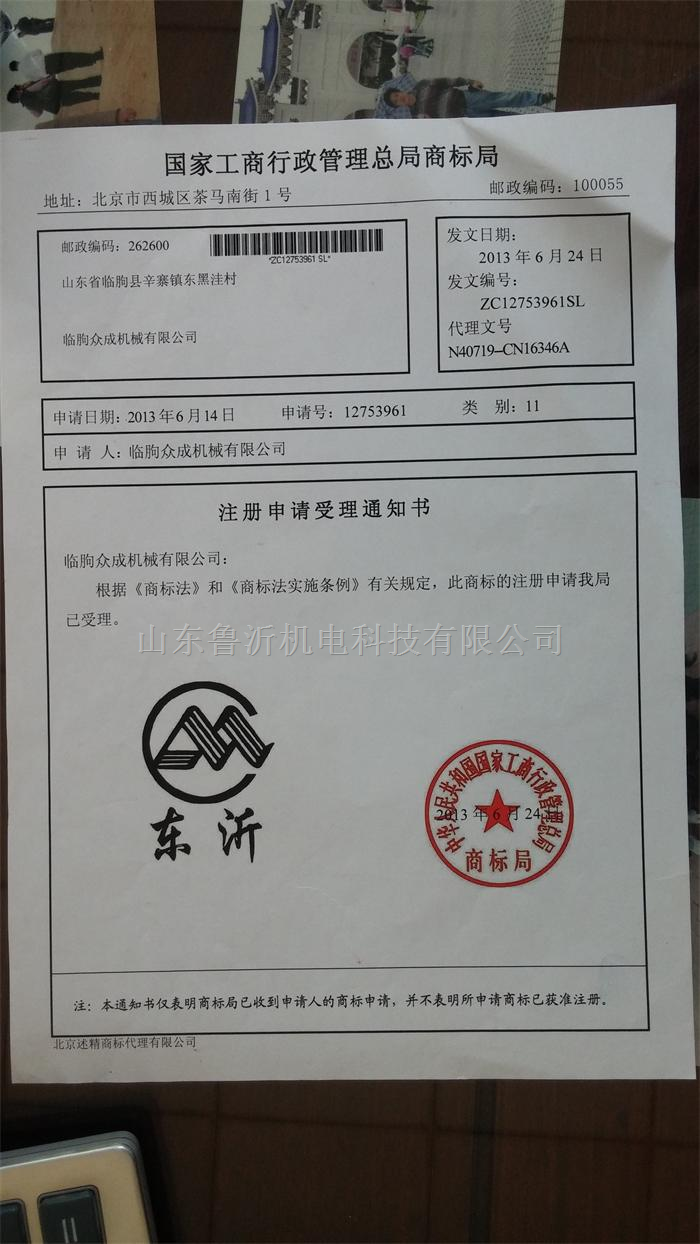 国家工商行政管理总局商标局
地址：北京市西城区茶马南街1号
邮政编码：100055
邮政编码：262600
*ZC12753961 SL*
山东省临朐县辛寨镇东黑洼村
临朐众成机械有限公司
发文日期：
2013年6月24日
发文编号：
ZC12753961SL
代理文号
N40719--CN16346A
申请日期：2013年6月14日
申请号：12753961
类 别：11
申 请 人：临朐众成机械有限公司
注册申请受理通知书
临朐众成机械有限公司：
根据《商标法》和《商标法实施条例》有关规定，此商标的注册申请我局
已受理。
山东鲁沂机电科技有限公司
东沂
中华人民共和国国家工商行政管理总局
2013年6月24日
商标局
注：本通知书仅表明商标局已收到申请人的商标申请，并不表明所申请商标已获准注册。
北京述精商标代理有限公司